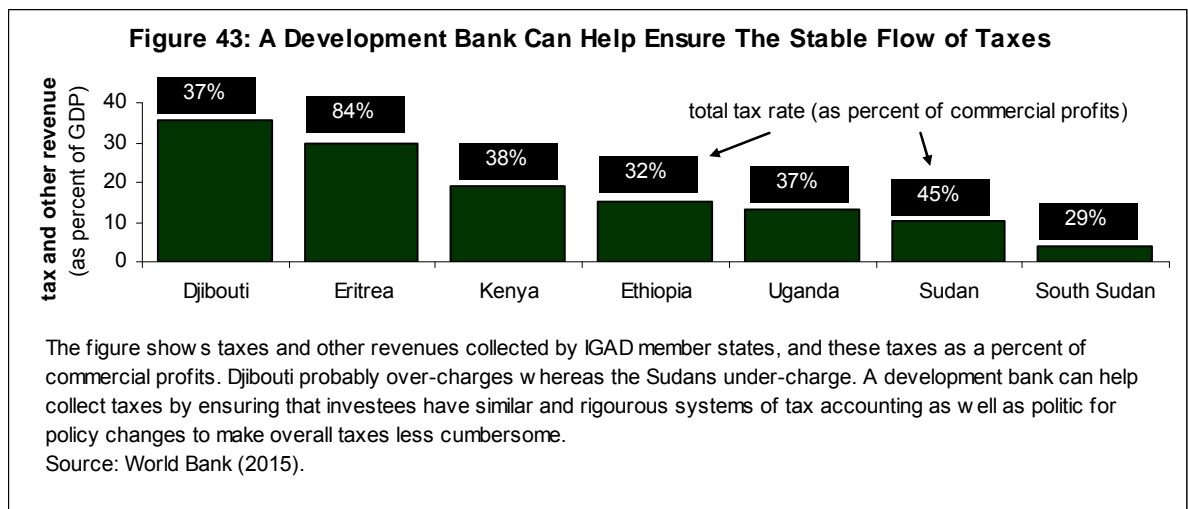 Figure 43: A Development Bank Can Help Ensure The Stable Flow of Taxes
tax and other revenue
(as percent of GDP)
40
30
20
10
0
37%
84%
38%
32%
37%
45%
29%
total tax rate (as percent of commercial profits)
Djibouti Eritrea Kenya Ethiopia Uganda Sudan South Sudan
The figure shows taxes and other revenues collected by IGAD member states, and these taxes as a percent of
commercial profits. Djibouti probably over-charges whereas the Sudans under-charge. A development bank can help
collect taxes by ensuring that investees have similar and rigourous systems of tax accounting as well as politic for
policy changes to make overall taxes less cumbersome.
Source: World Bank (2015).